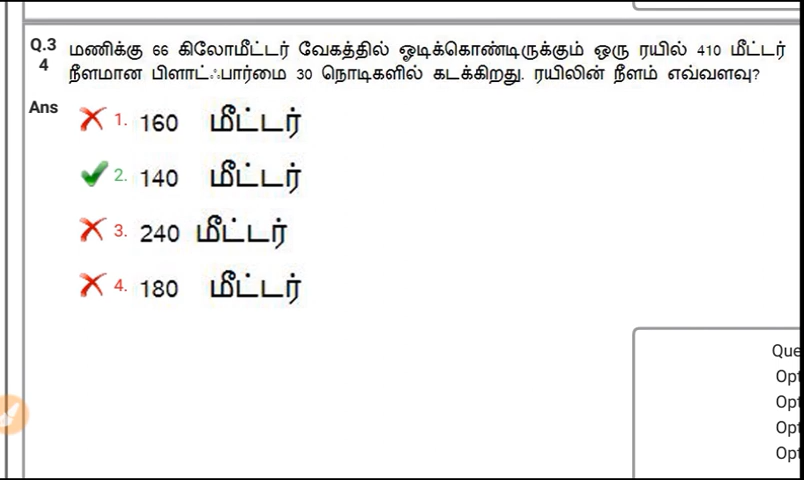 Q.3 மணிக்கு 66 கிலோமீட்டர் வேகத்தில் ஓடிக்கொண்டிருக்கும் ஒரு ரயில் 410 மீட்டர்
4 நீளமான பிளாட்ஃபார்மை 30 நொடிகளில் கடக்கிறது. ரயிலின் நீளம் எவ்வளவு?
Ans 1. 160 மீட்டர்
2. 140 மீட்டர்
3. 240 மீட்டர்
4. 180 மீட்டர்
Que
Opt
Opt
Opt
Opt